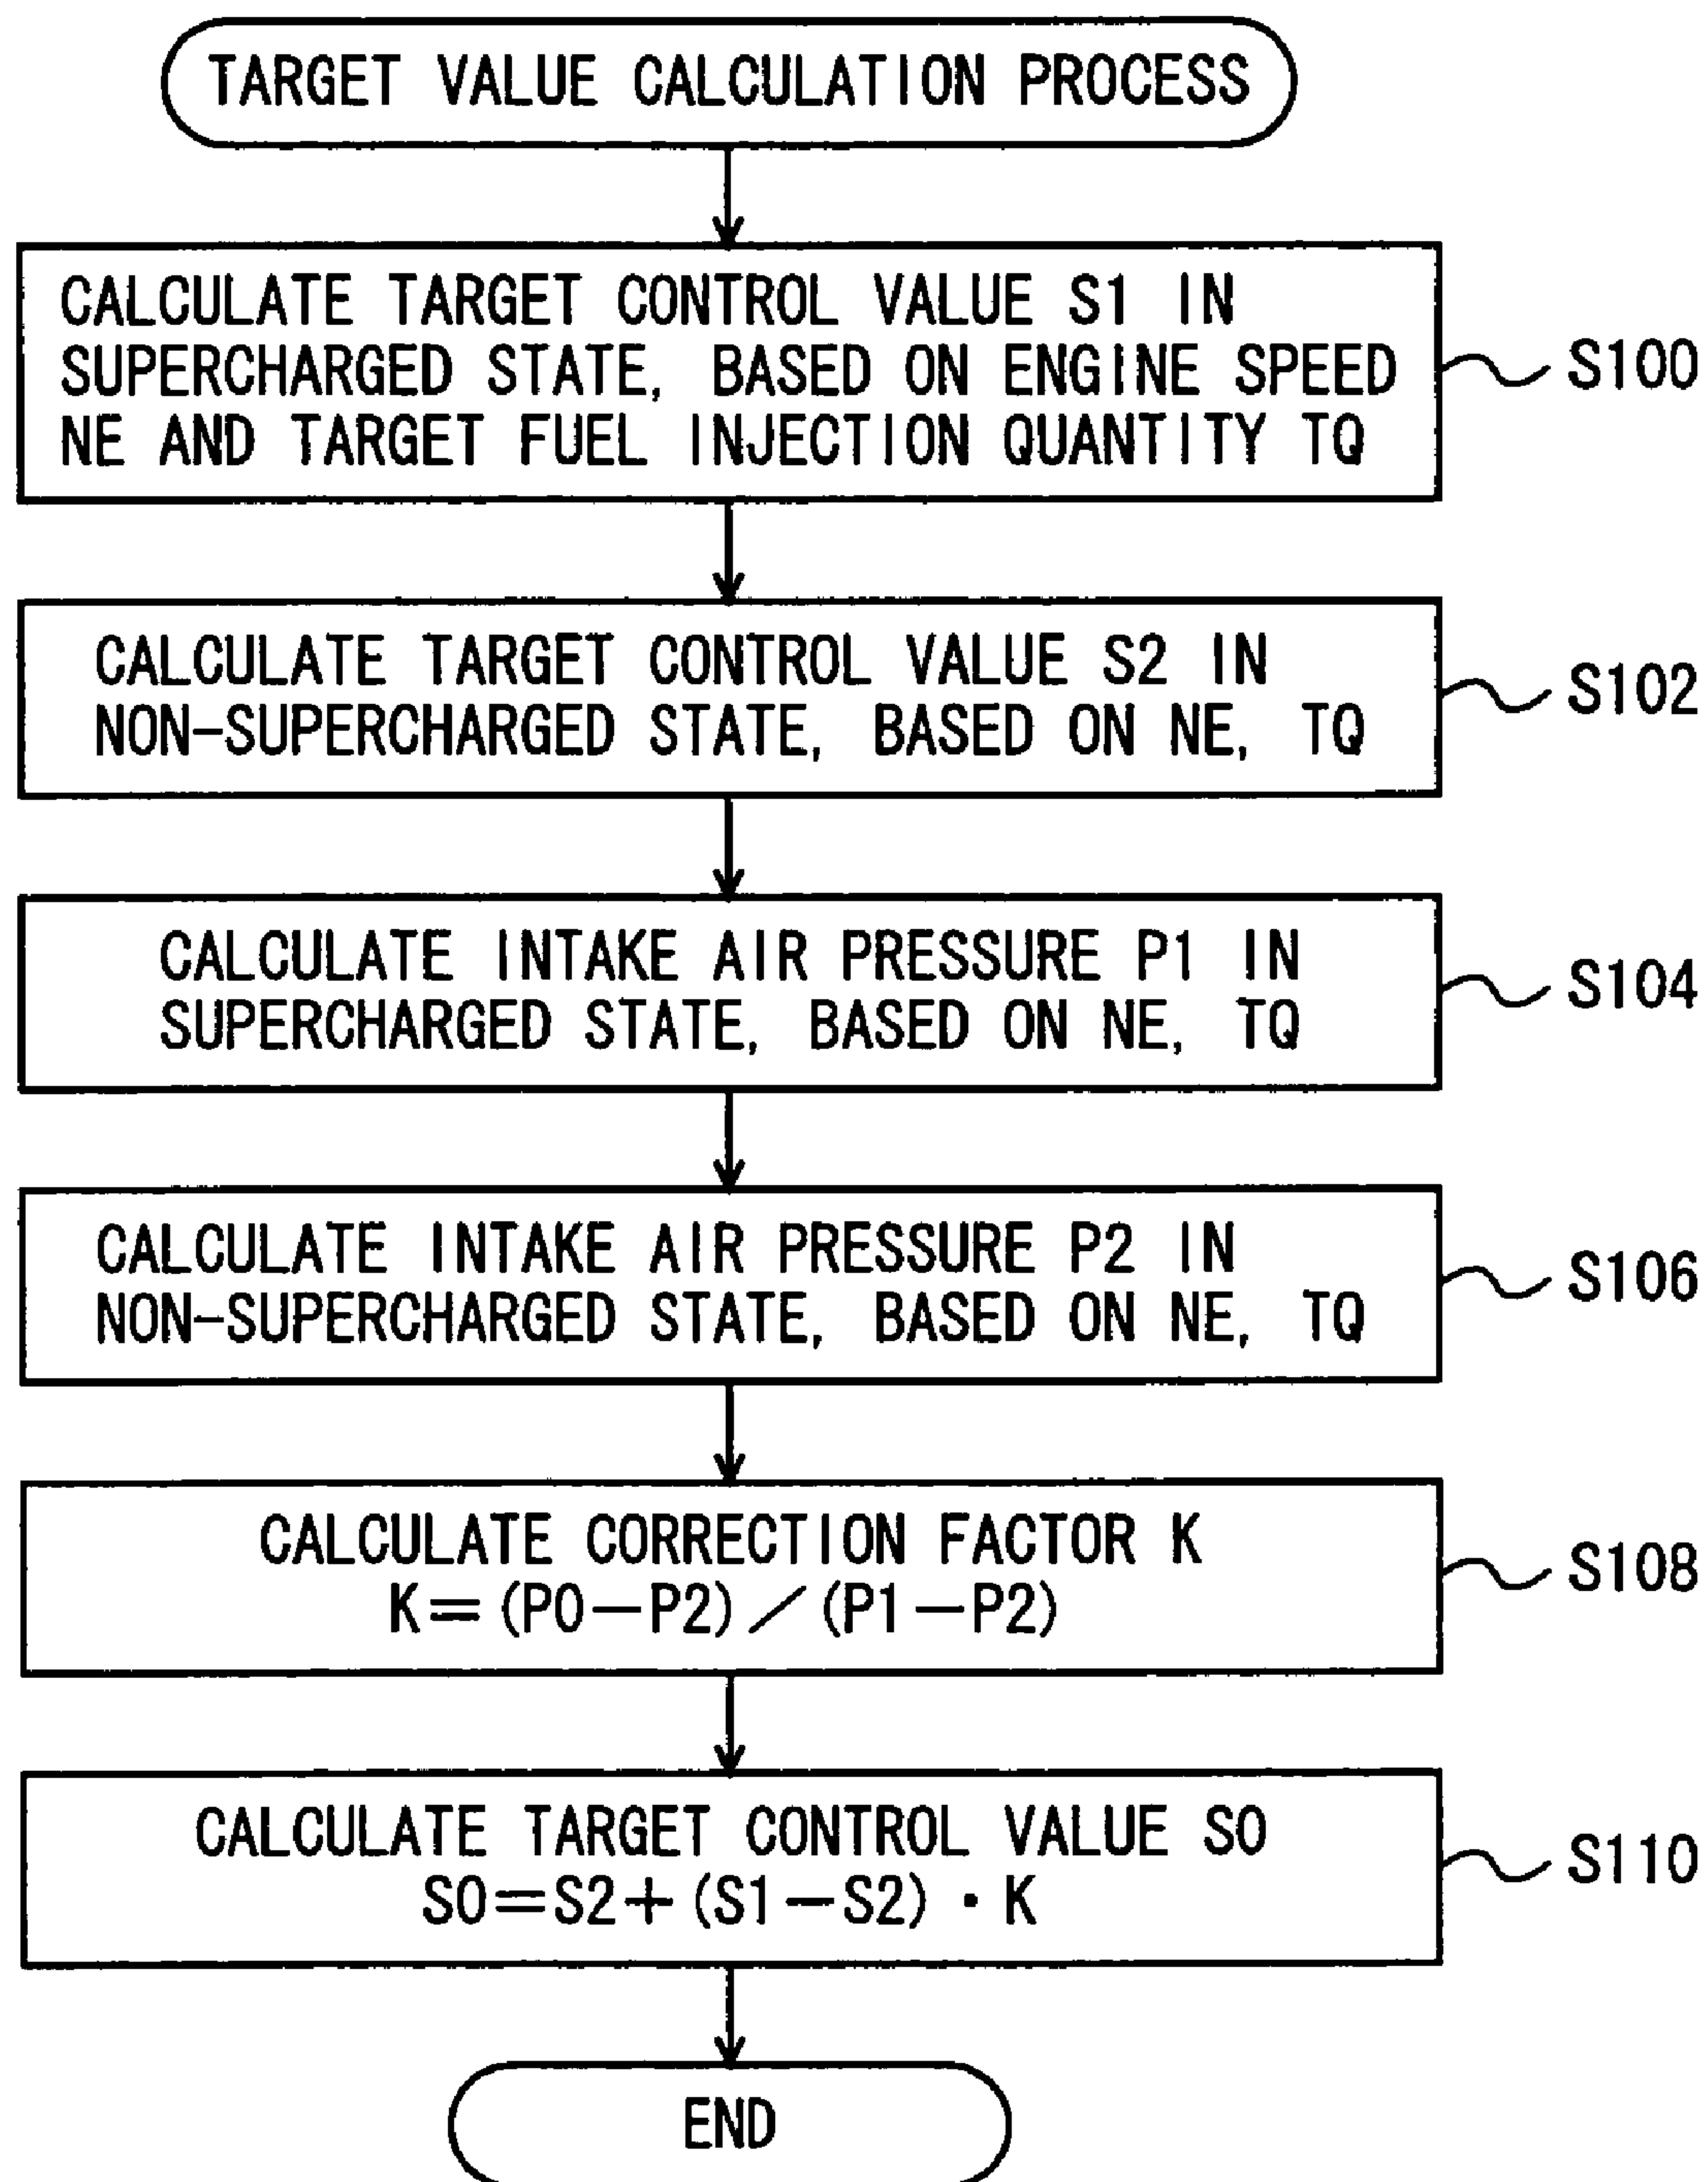 TARGET VALUE CALCULATION PROCESS
CALCULATE TARGET CONTROL VALUE S1 IN
SUPERCHARGED STATE, BASED ON ENGINE SPEED
NE AND TARGET FUEL INJECTION QUANTITY TQ
S100
CALCULATE TARGET CONTROL VALUE S2 IN
NON-SUPERCHARGED STATE, BASED ON NE, TQ
S102
CALCULATE INTAKE AIR PRESSURE P1 IN
SUPERCHARGED STATE, BASED ON NE, TQ
S104
CALCULATE INTAKE AIR PRESSURE P2 IN
NON-SUPERCHARGED STATE, BASED ON NE, TQ
S106
CALCULATE CORRECTION FACTOR K
K=(P0-P2)/(P1-P2)
S108
CALCULATE TARGET CONTROL VALUE S0
S0=S2+(S1-S2)·K
S110
END